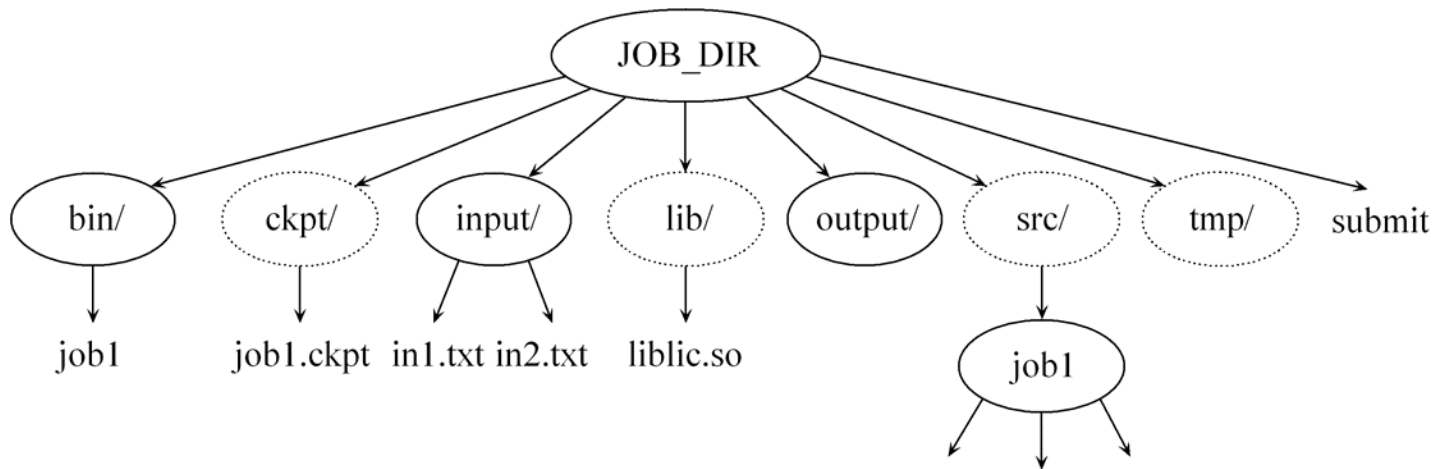 JOB_DIR
bin/ ckpt/ input/ lib/ output/ src/ tmp/ submit
job1 job1.ckpt in1.txt in2.txt liblic.so job1